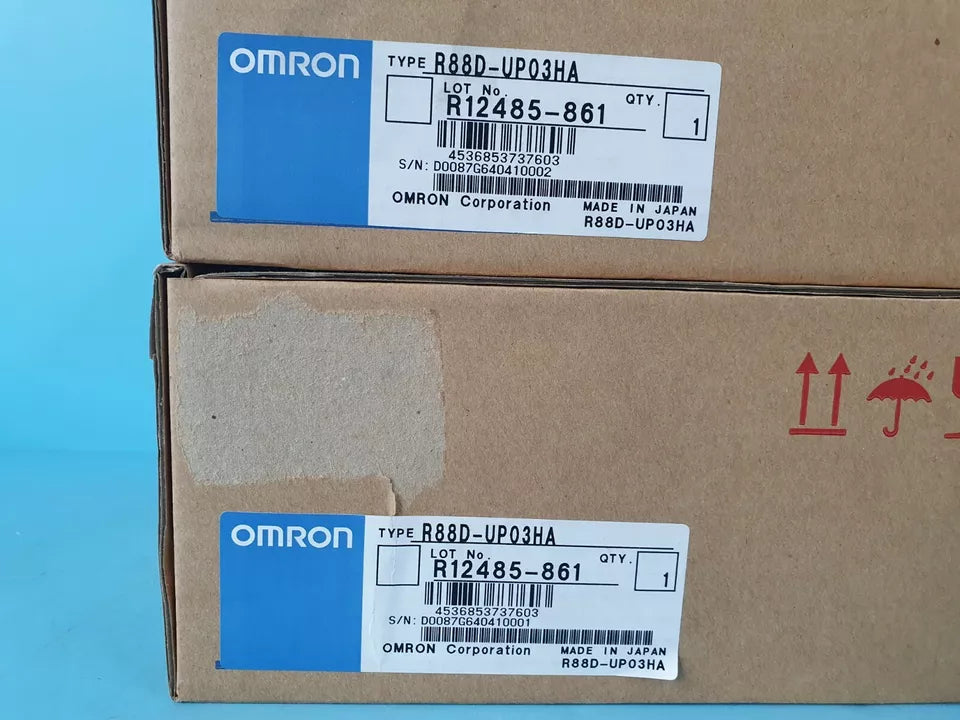 OMRON
TYPE R88D-UP03HA
LOT No.
R12485-861
QTY.
1
4536853737603
S/N: D0087G640410002
OMRON Corporation
MADE IN JAPAN
R88D-UP03HA
OMRON
TYPE R88D-UP03HA
LOT No.
R12485-861
QTY.
1
4536853737603
S/N: D0087G640410001
OMRON Corporation
MADE IN JAPAN
R88D-UP03HA